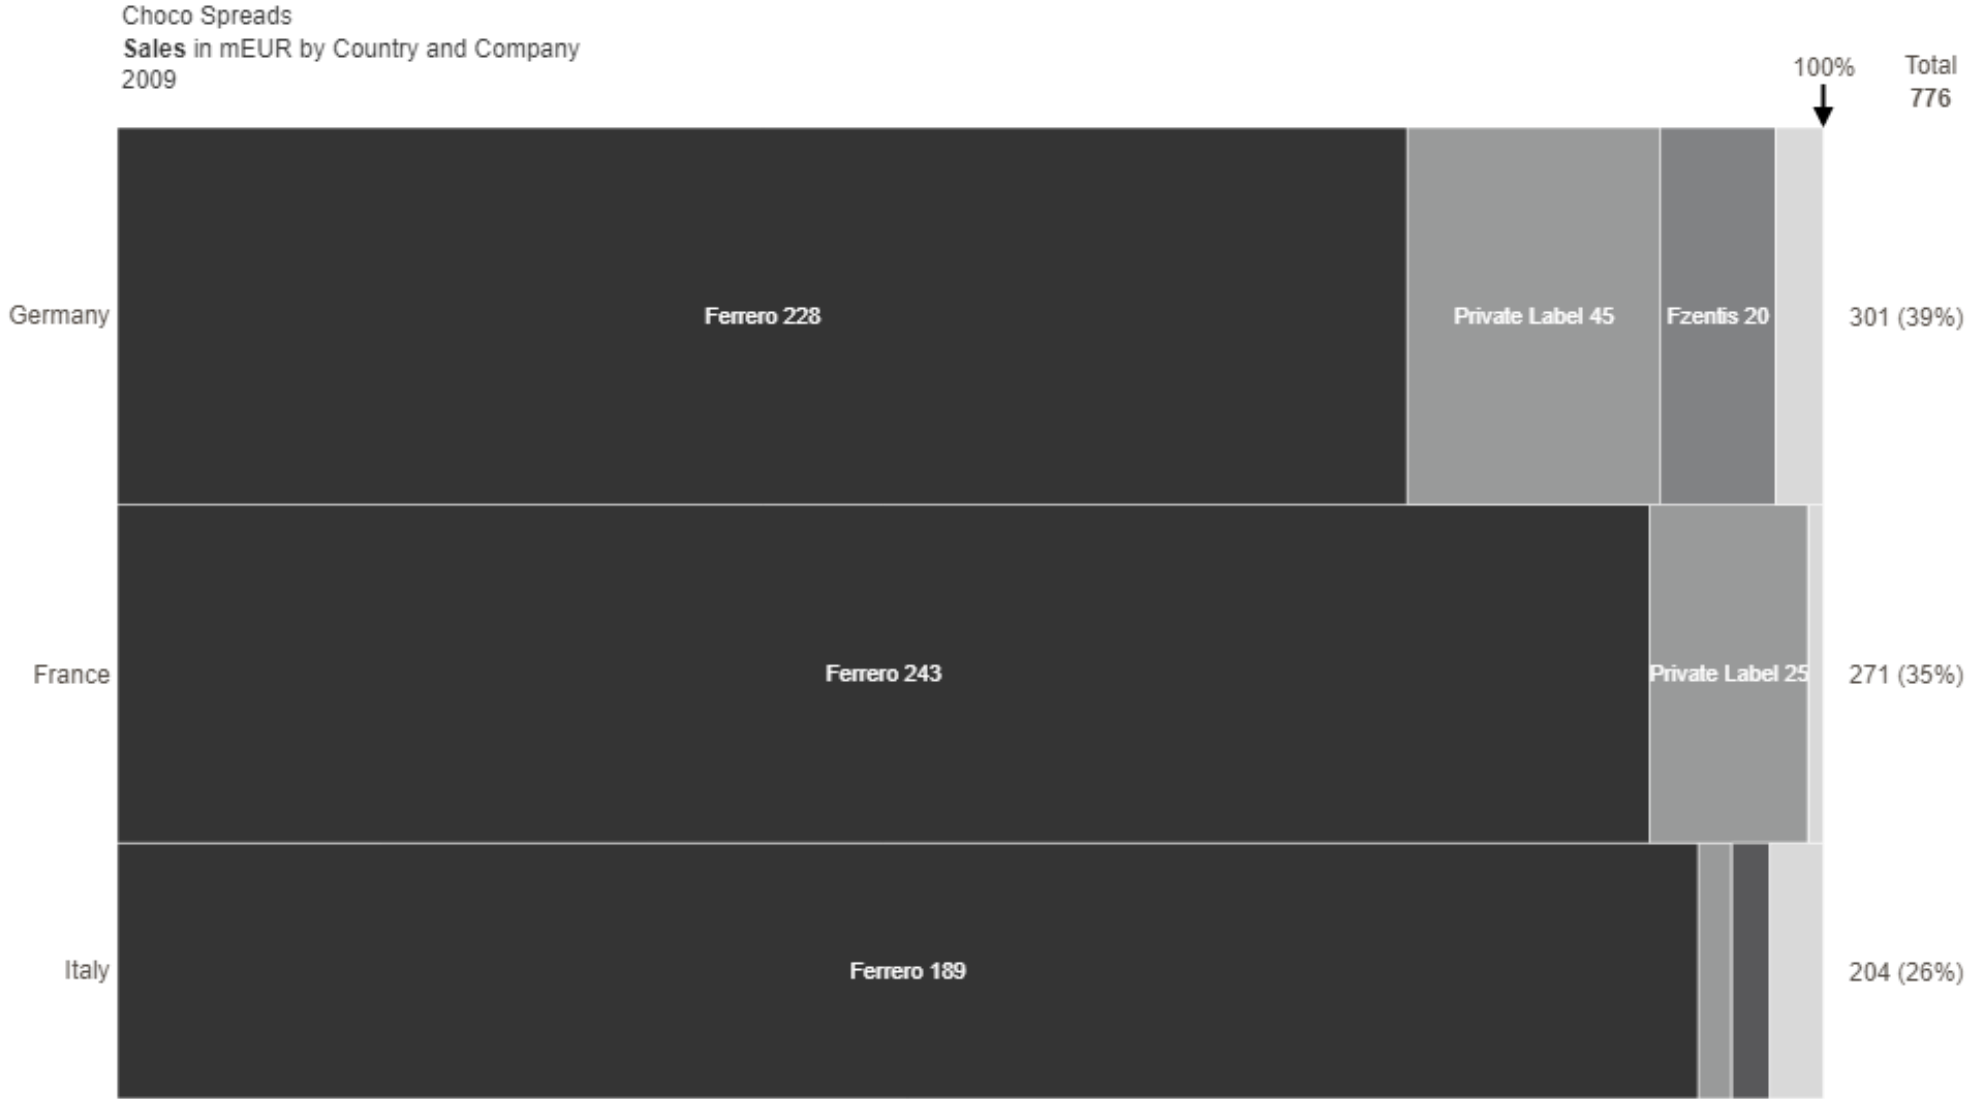 Choco Spreads
Sales in mEUR by Country and Company
2009
100%
Total
776
Germany
Ferrero 228
Private Label 45
Fzentis 20
301 (39%)
France
Ferrero 243
Private Label 25
271 (35%)
Italy
Ferrero 189
204 (26%)